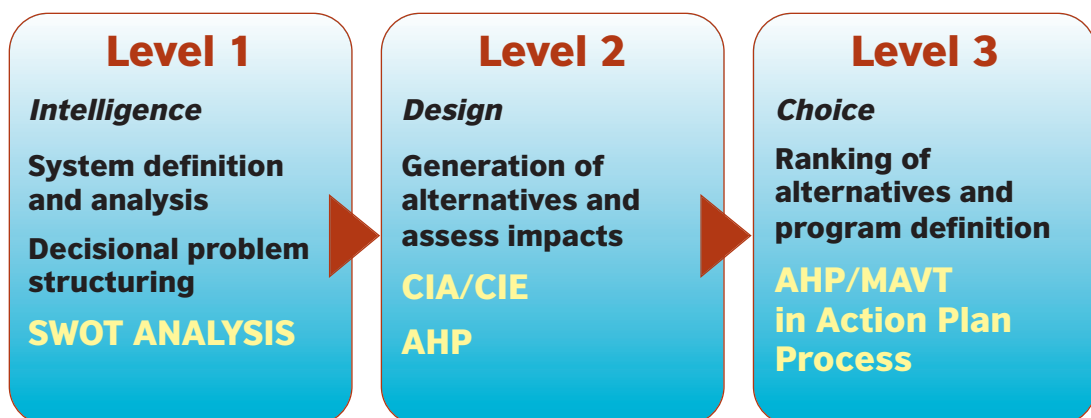 Level 1
Intelligence
System definition
and analysis
Decisional problem
structuring
SWOT ANALYSIS
Level 2
Design
Generation of
alternatives and
assess impacts
CIA/CIE
AHP
Level 3
Choice
Ranking of
alternatives and
program definition
AHP/MAVT
in Action Plan
Process